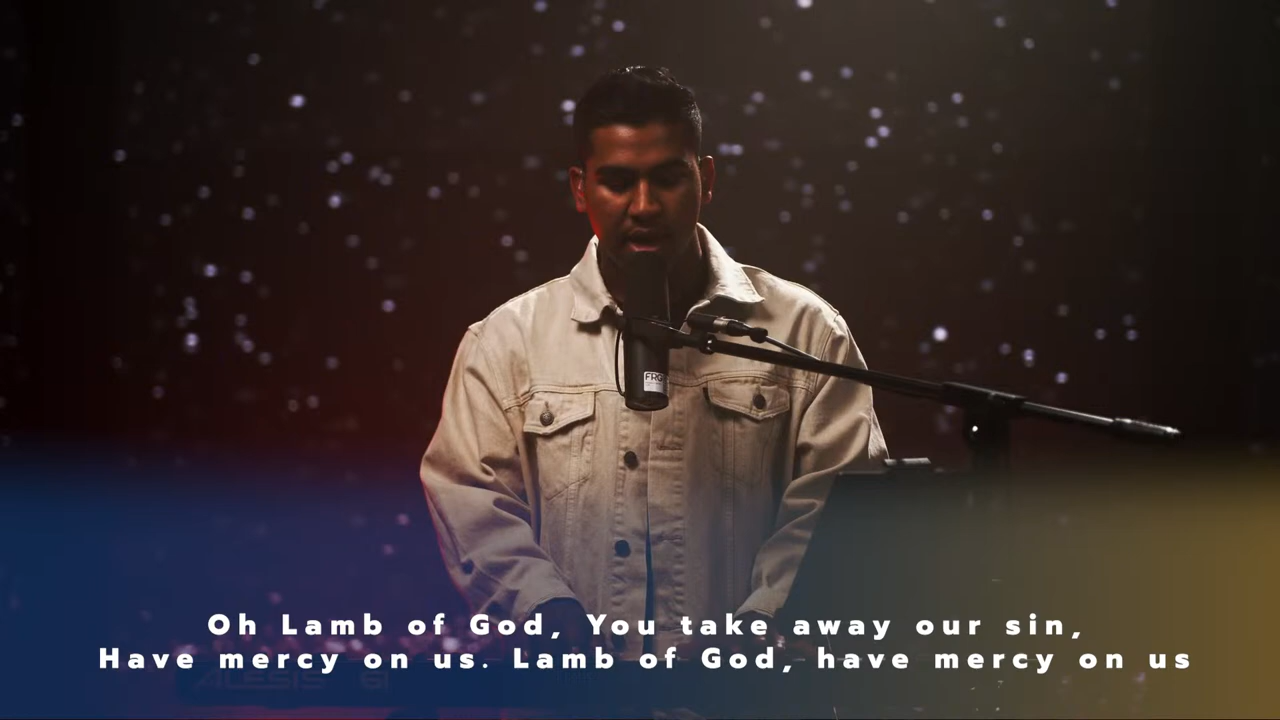 Oh Lamb of God, You take away our sin,
Have mercy on us. Lamb of God, have mercy on us
ALESIS